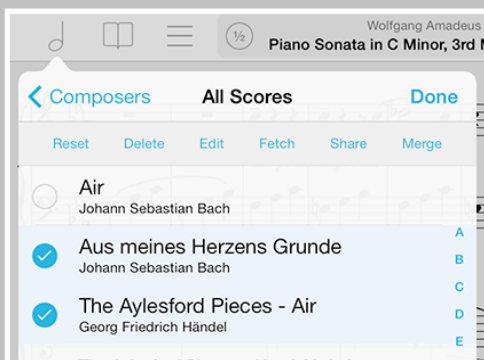 ½
Wolfgang Amadeus
Piano Sonata in C Minor, 3rd
Composers
All Scores
Done
Reset Delete Edit Fetch Share Merge
Air
Johann Sebastian Bach
Aus meines Herzens Grunde
Johann Sebastian Bach
The Aylesford Pieces - Air
Georg Friedrich Händel
A
B
C
D
E